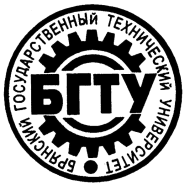 БРЯНСКИЙ ГОСУДАРСТВЕННЫЙ ТЕХНИЧЕСКИЙ УНИВЕРСИТЕТ
БГТУ